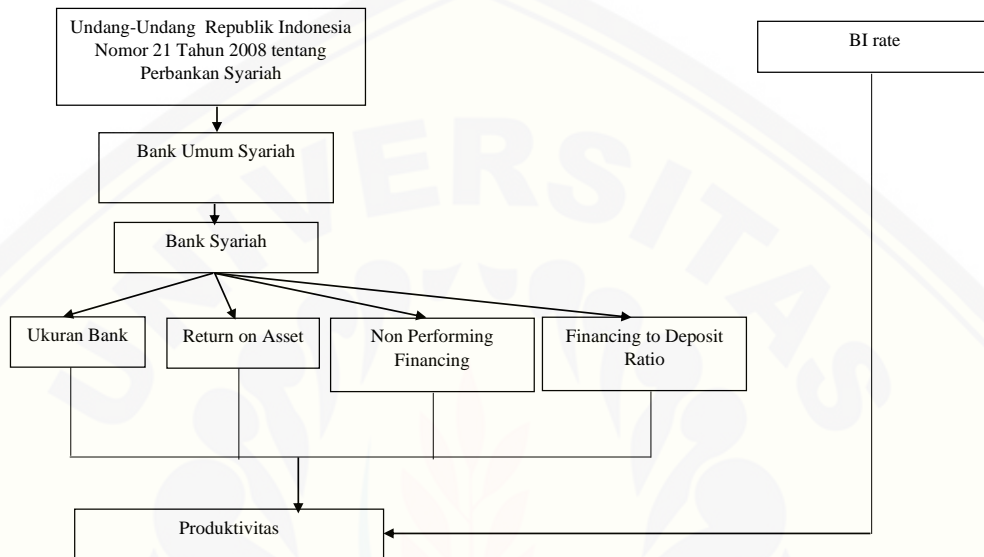 Undang-Undang Republik Indonesia
Nomor 21 Tahun 2008 tentang
Perbankan Syariah
BI rate
Bank Umum Syariah
Bank Syariah
Ukuran Bank
Return on Asset
Non Performing
Financing
Financing to Deposit
Ratio
Produktivitas
UNIVERSITAS